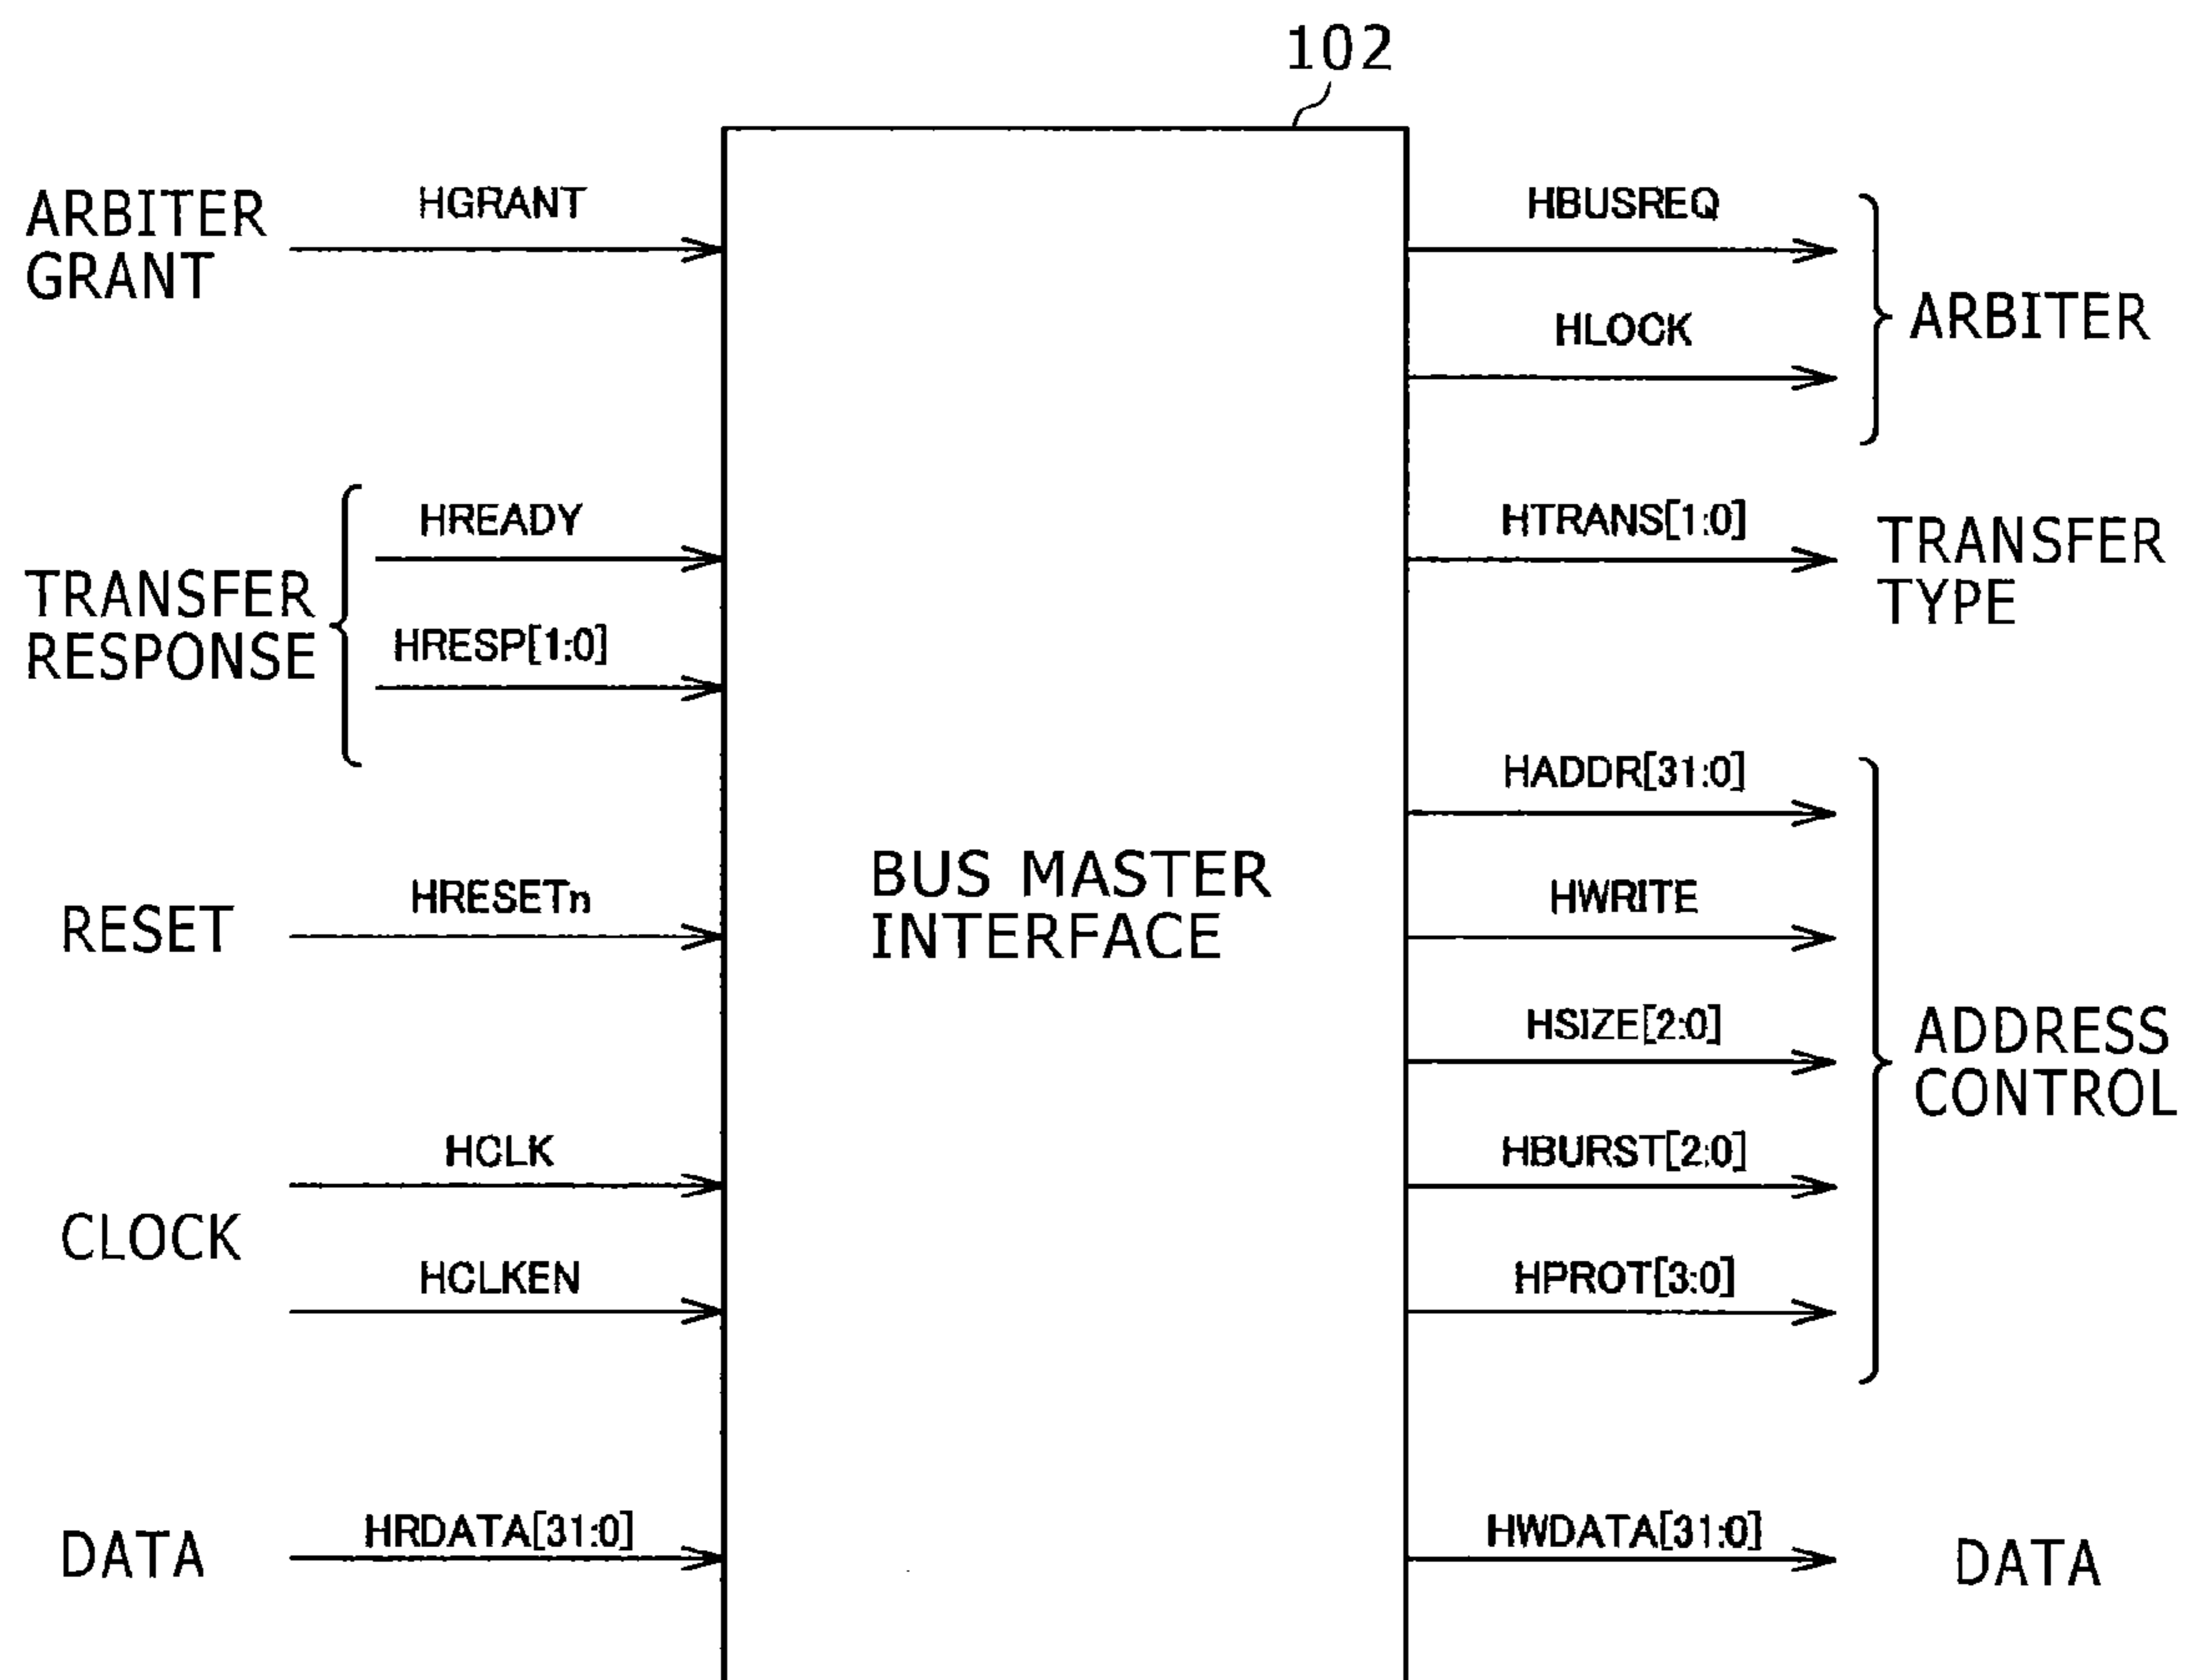 102
ARBITER
GRANT
HGRANT
HBUSREQ
HLOCK
ARBITER
TRANSFER
RESPONSE
HREADY
HRESP[1:0]
HTRANS[1:0]
TRANSFER
TYPE
RESET
HRESETn
BUS MASTER
INTERFACE
HADDR[31:0]
HWRITE
HSIZE[2:0]
HBURST[2:0]
HPROT[3:0]
ADDRESS
CONTROL
CLOCK
HCLK
HCLKEN
DATA
HRDATA[31:0]
HWDATA[31:0]
DATA